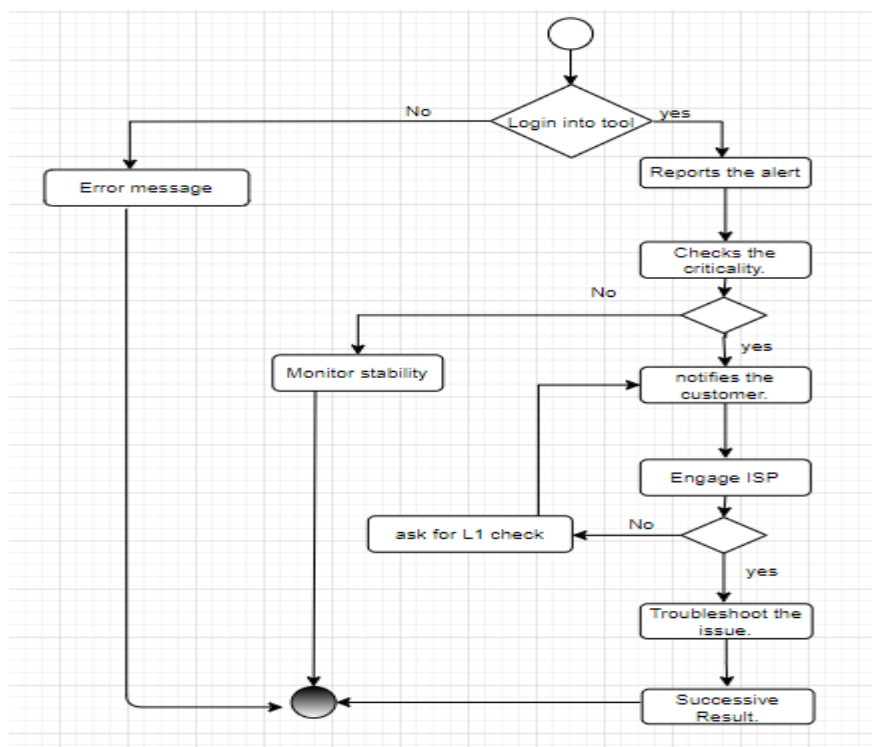 No
yes
Login into tool
Reports the alert
Error message
Checks the
criticality.
No
yes
Monitor stability
notifies the
customer.
Engage ISP
No
ask for L1 check
yes
Troubleshoot the
issue.
Successive
Result.